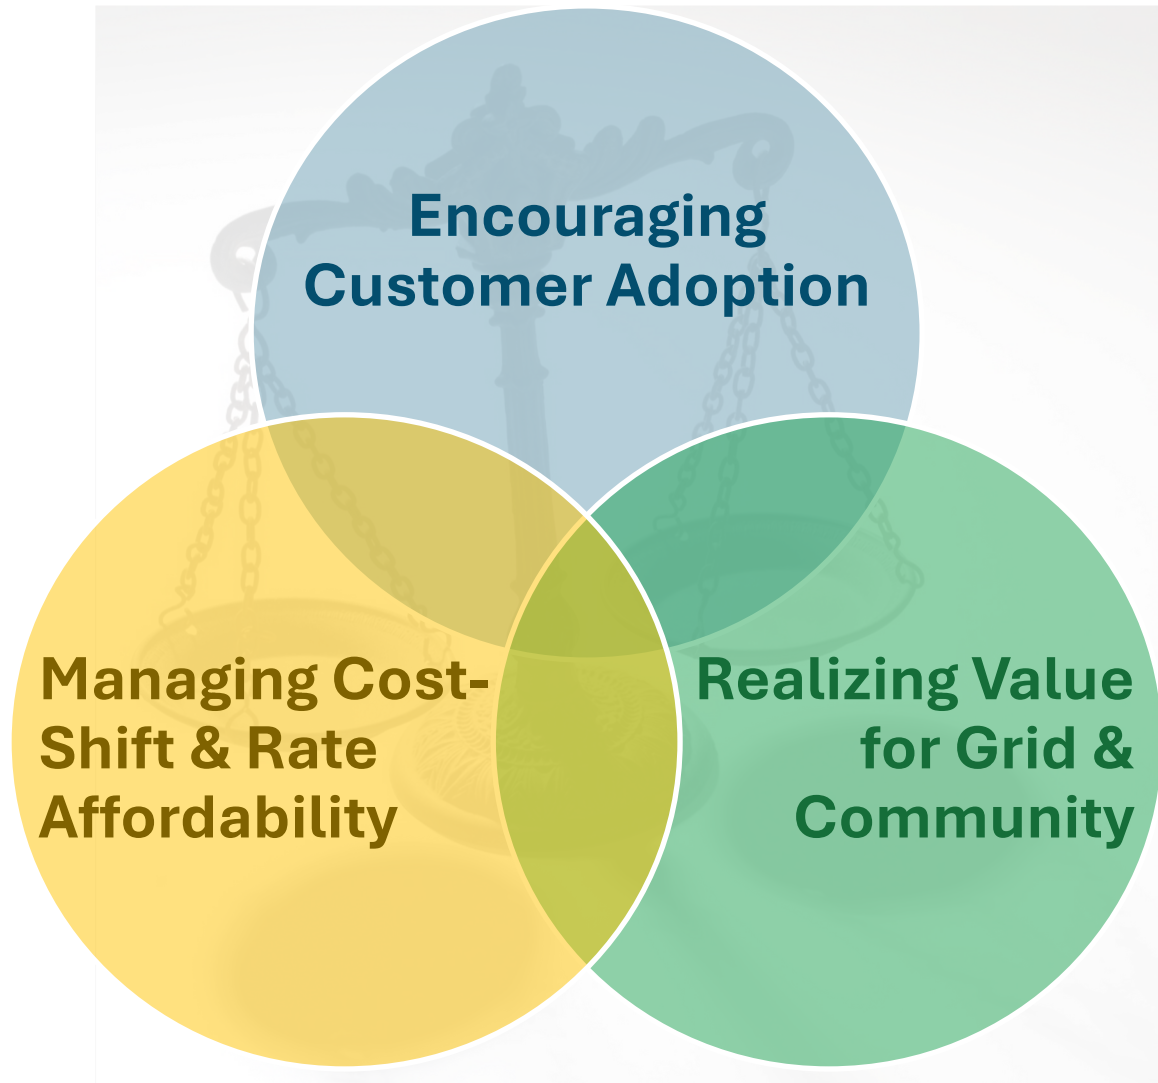 Encouraging
Customer Adoption
Managing Cost-
Shift & Rate
Affordability
Realizing Value
for Grid &
Community